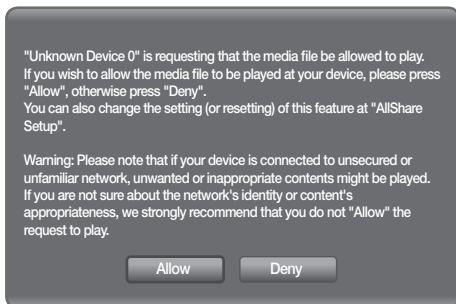 "Unknown Device 0" is requesting that the media file be allowed to play.
If you wish to allow the media file to be played at your device, please press
"Allow", otherwise press "Deny".
You can also change the setting (or resetting) of this feature at "AllShare
Setup".
Warning: Please note that if your device is connected to unsecured or
unfamiliar network, unwanted or inappropriate contents might be played.
If you are not sure about the network's identity or content's
appropriateness, we strongly recommend that you do not "Allow" the
request to play.
Allow Deny